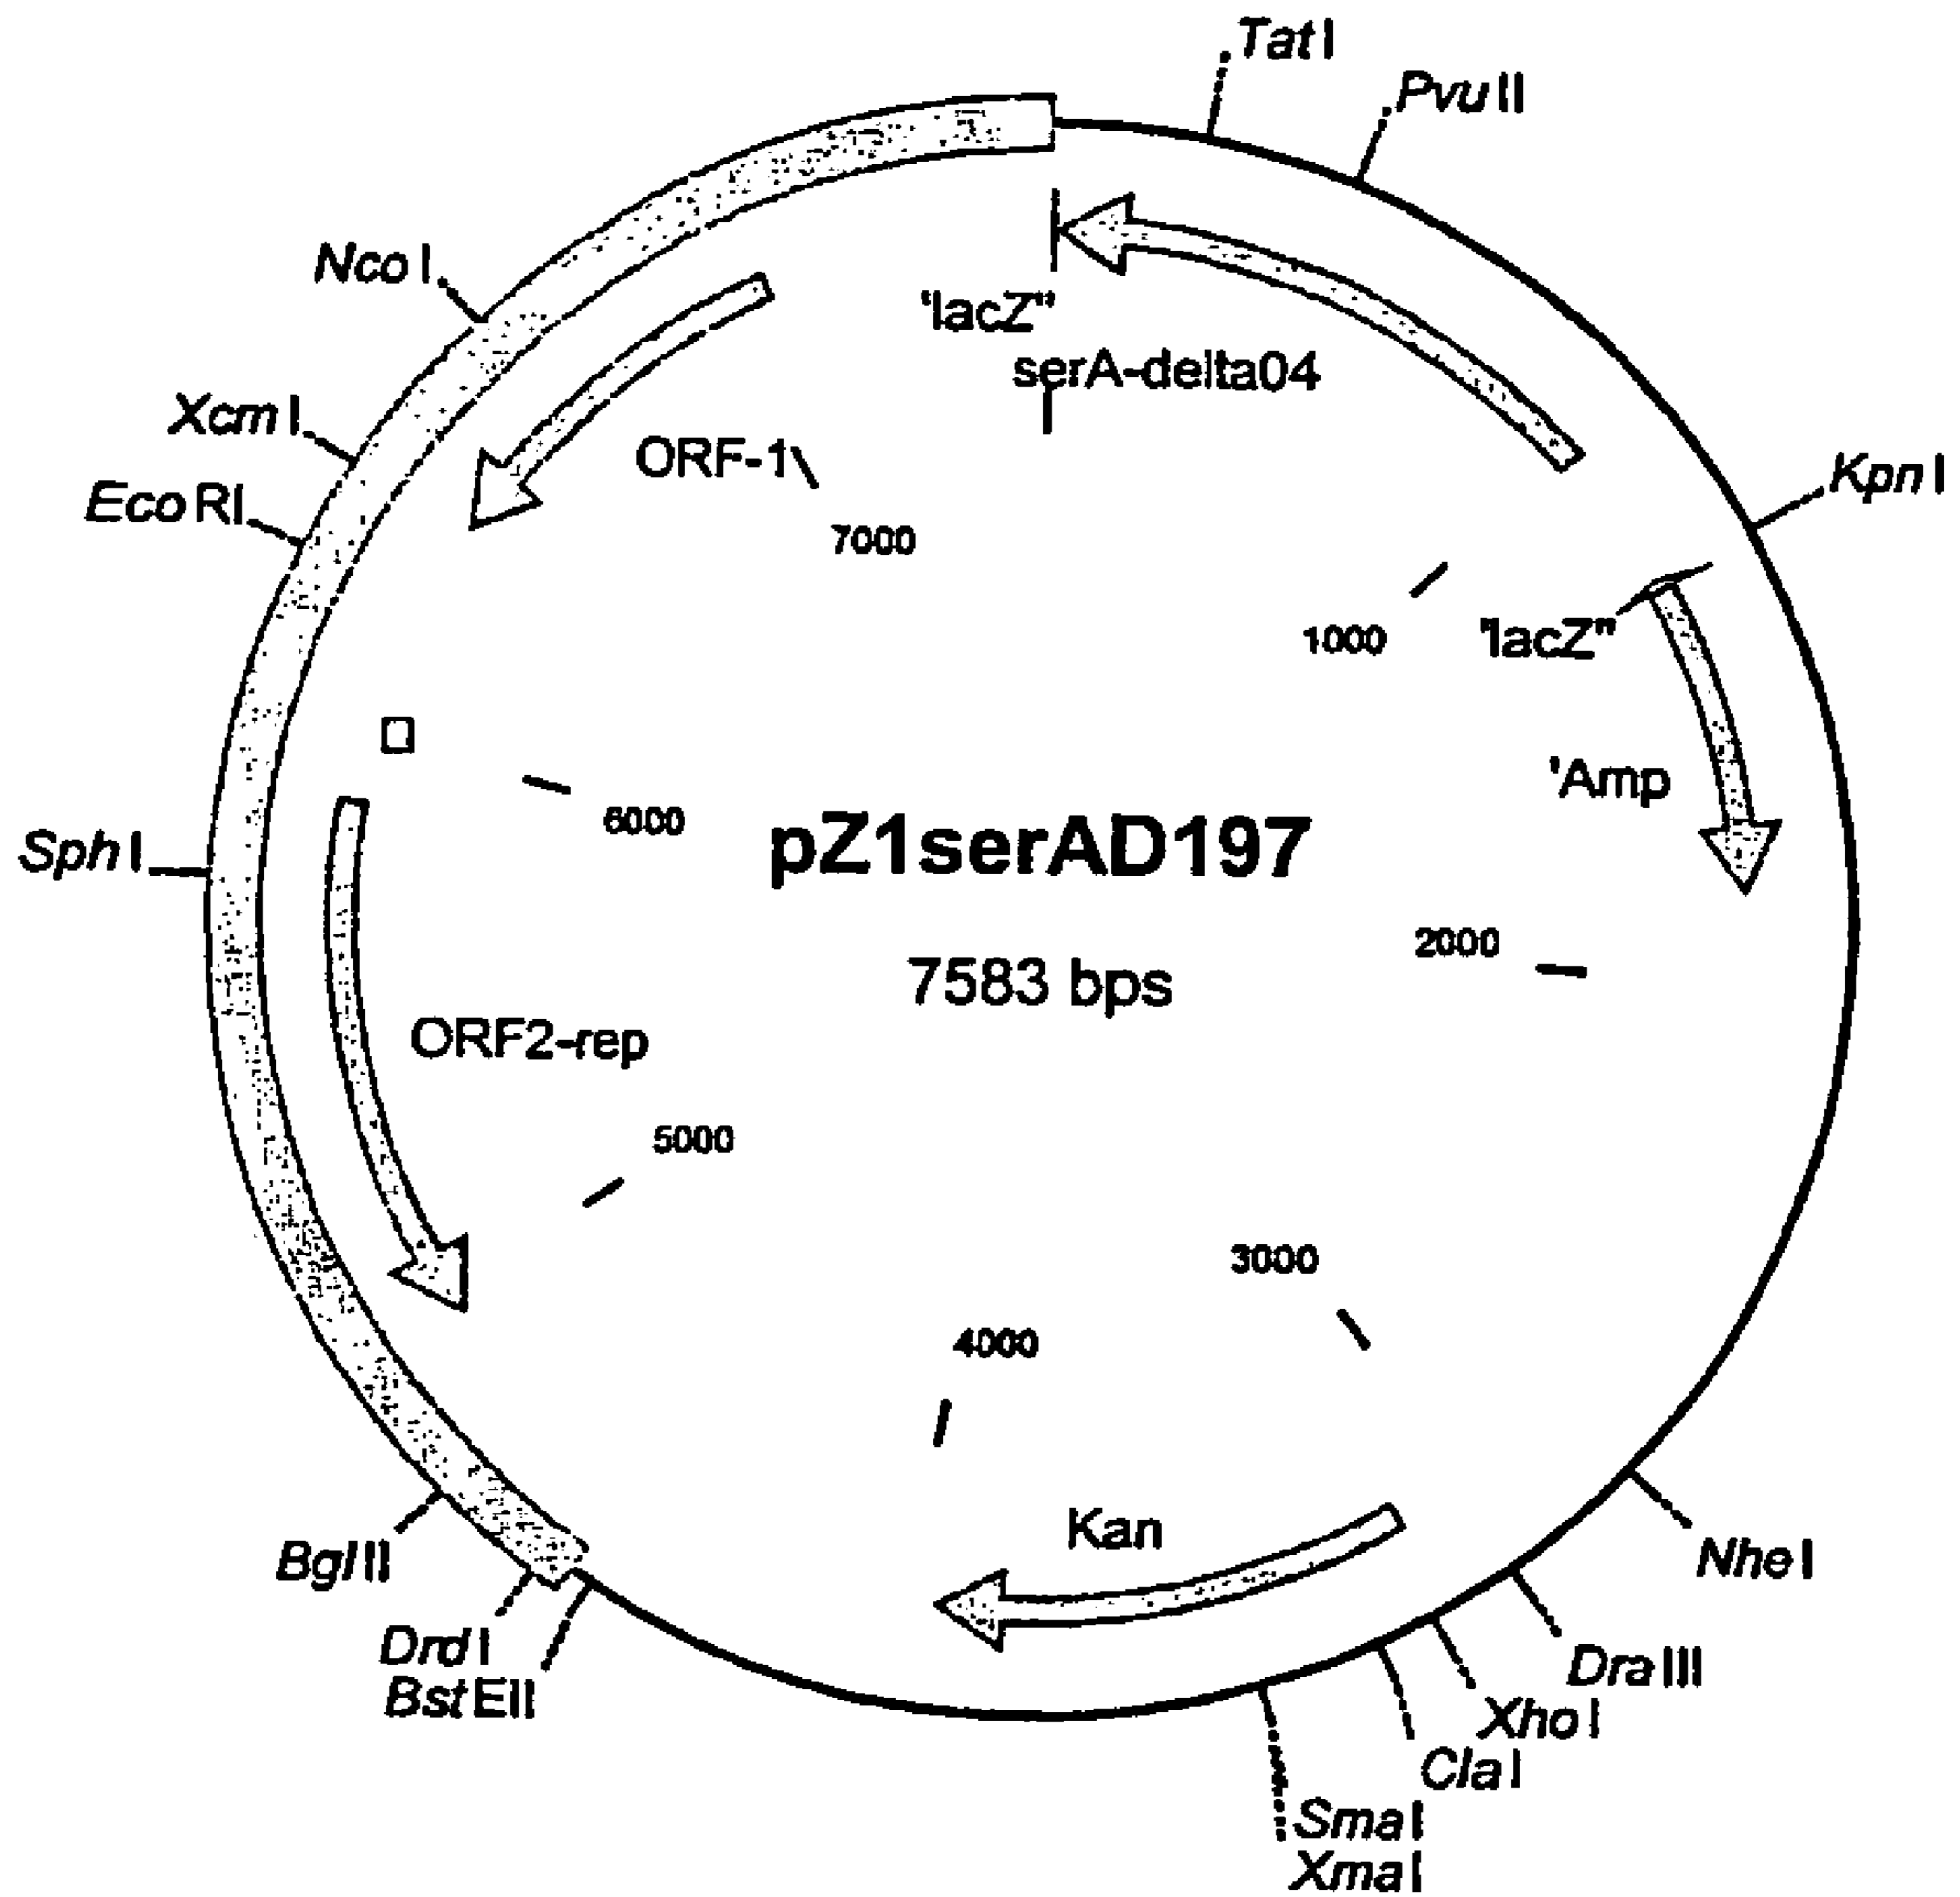 TatI
PvuII
NcoI
'lacZ''
serA-delta04
XcmI
ORF-1
KpnI
EcoRI
7000
1000
'lacZ''
'Amp
6000
pZ1serAD197
SphI
2000
7583 bps
ORF2-rep
5000
3000
4000
Kan
BglII
NheI
DrdI
DraIII
BstEII
XhoI
ClaI
SmaI
XmaI